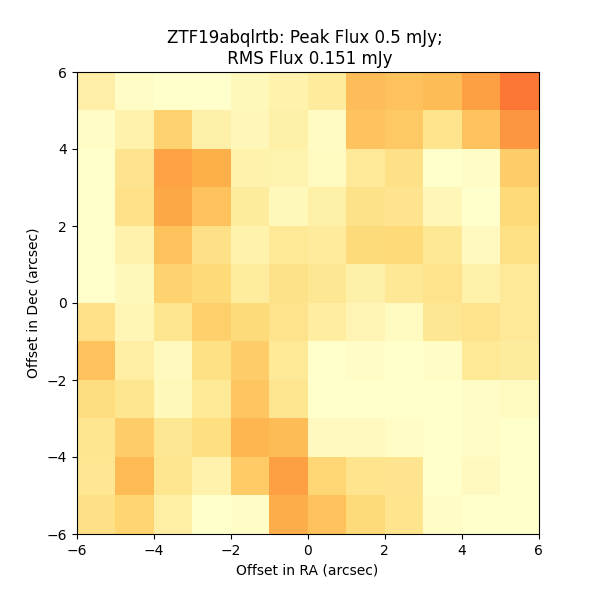 ZTF19abqlrtb: Peak Flux 0.5 mJy;
RMS Flux 0.151 mJy
6
4
2
0
−2
−4
−6
Offset in Dec (arcsec)
−6 −4 −2 0 2 4 6
Offset in RA (arcsec)